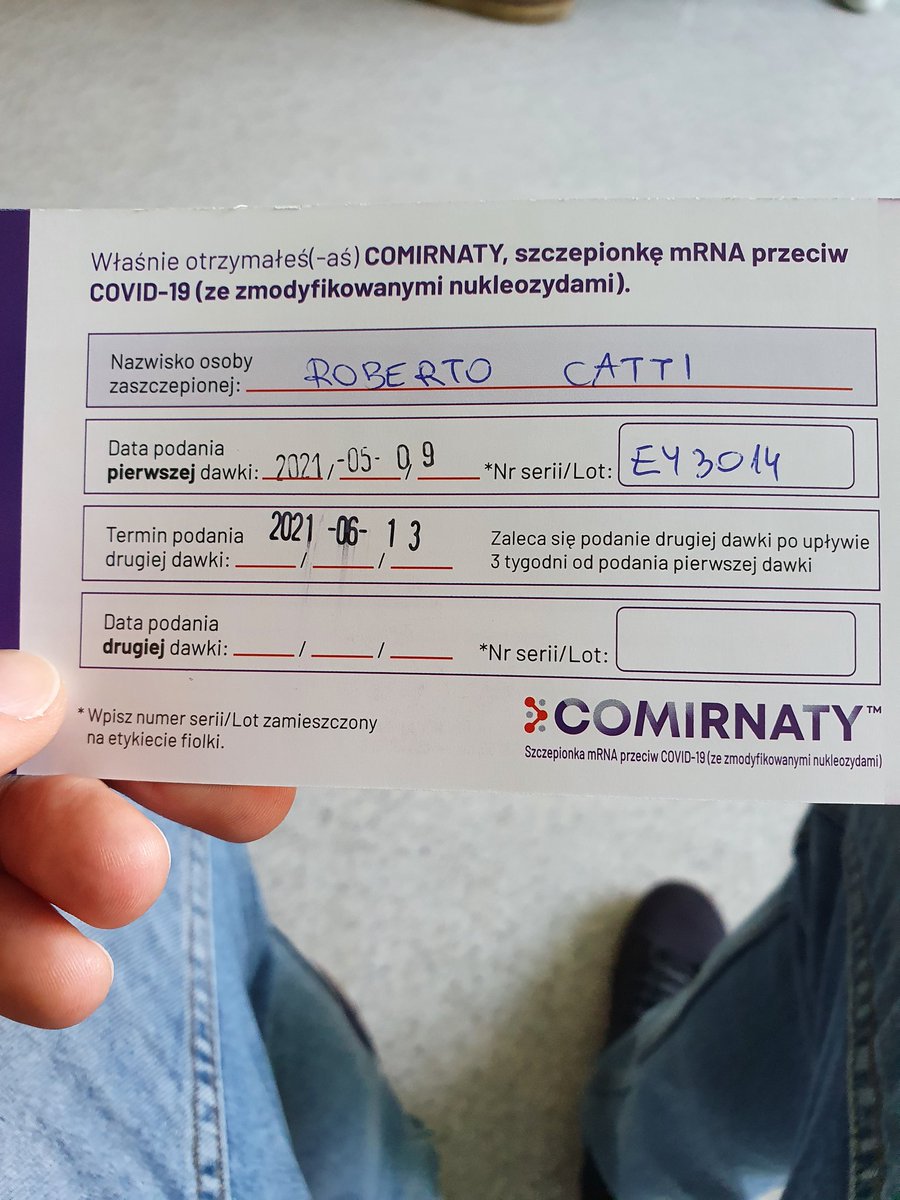 Właśnie otrzymałeś(-aś) COMIRNATY, szczepionkę mRNA przeciw
COVID-19 (ze zmodyfikowanymi nukleozydami).
Nazwisko osoby
zaszczepionej: ROBERTO CATTI
Data podania
pierwszej dawki: 2021/-05-09 *Nr serii/Lot: EY3014
Termin podania 2021 -06- 13 Zaleca się podanie drugiej dawki po upływie
drugiej dawki: / / 3 tygodni od podania pierwszej dawki
Data podania
drugiej dawki: / / *Nr serii/Lot:
* Wpisz numer serii/Lot zamieszczony
na etykiecie fiolki.
COMIRNATY™
Szczepionka mRNA przeciw COVID-19 (ze zmodyfikowanymi nukleozydami)